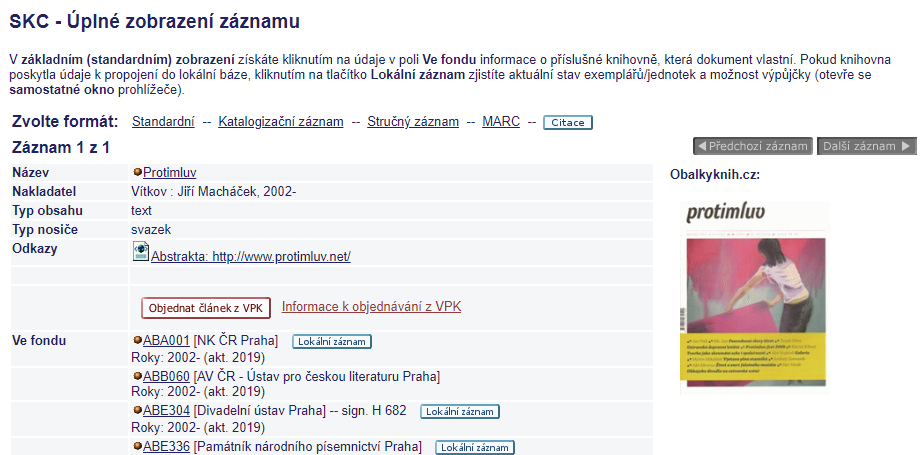 SKC - Úplné zobrazení záznamu
V základním (standardním) zobrazení získáte kliknutím na údaje v poli Ve fondu informace o příslušné knihovně, která dokument vlastní. Pokud knihovna
poskytla údaje k propojení do lokální báze, kliknutím na tlačítko Lokální záznam zjistíte aktuální stav exemplářů/jednotek a možnost výpůjčky (otevře se
samostatné okno prohlížeče).
Zvolte formát: Standardní -- Katalogizační záznam -- Stručný záznam -- MARC -- Citace
Záznam 1 z 1
Předchozí záznam Další záznam
Název Protimluv
Nakladatel Vítkov : Jiří Macháček, 2002-
Typ obsahu text
Typ nosiče svazek
Odkazy Abstrakta: http://www.protimluv.net/
Objednat článek z VPK Informace k objednávání z VPK
Ve fondu ABA001 [NK ČR Praha] Lokální záznam
Roky: 2002- (akt. 2019)
ABB060 [AV ČR - Ústav pro českou literaturu Praha]
Roky: 2002- (akt. 2019)
ABE304 [Divadelní ústav Praha] -- sign. H 682 Lokální záznam
Roky: 2002- (akt. 2019)
ABE336 [Památník národního písemnictví Praha] Lokální záznam
Obalkyknih.cz:
protimluv